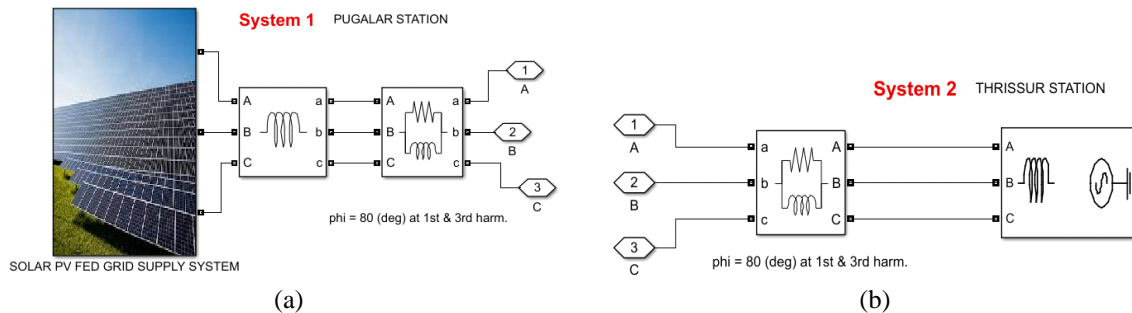 System 1 PUGALAR STATION
A a A a 1
A
B b B b 2
B
C c C c 3
C
phi = 80 (deg) at 1st & 3rd harm.
SOLAR PV FED GRID SUPPLY SYSTEM
(a)
System 2 THRISSUR STATION
1 a A A
A
2 b B B
B
3 c C C
C
phi = 80 (deg) at 1st & 3rd harm.
(b)